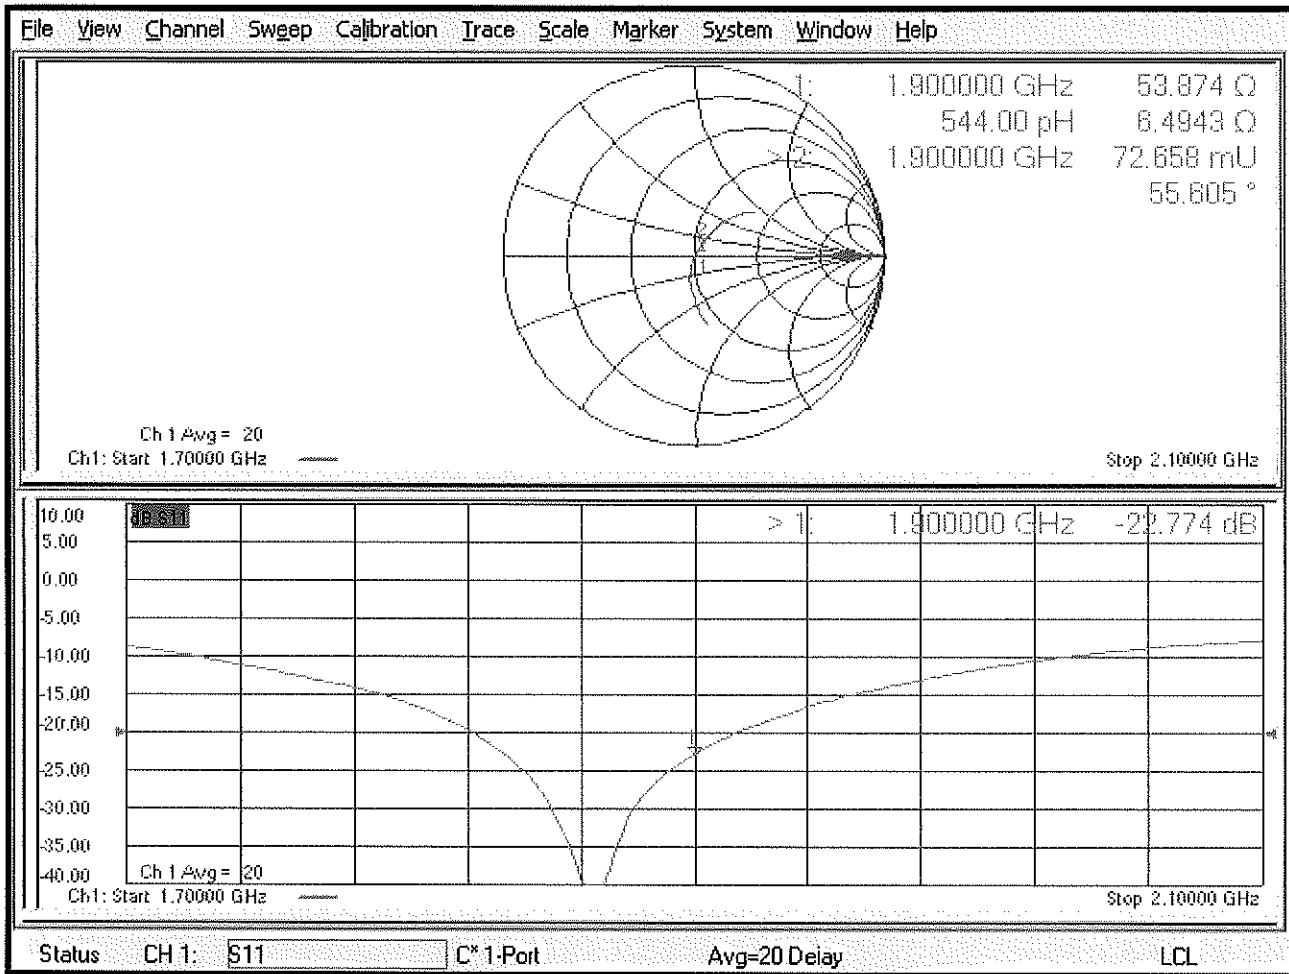 File View Channel Sweep Calibration Trace Scale Marker System Window Help
1: 1.900000 GHz 53.874 Ω
544.00 pH 6.4943 Ω
> 2: 1.900000 GHz 72.658 mU
55.605 °
Ch 1 Avg = 20
Ch1: Start 1.70000 GHz
Stop 2.10000 GHz
10.00 dB S11
> 1: 1.900000 GHz -22.774 dB
5.00
0.00
-5.00
-10.00
-15.00
-20.00
-25.00
-30.00
-35.00
-40.00
Ch 1 Avg = 20
Ch1: Start 1.70000 GHz
Stop 2.10000 GHz
Status CH 1: S11 C* 1-Port Avg=20 Delay LCL